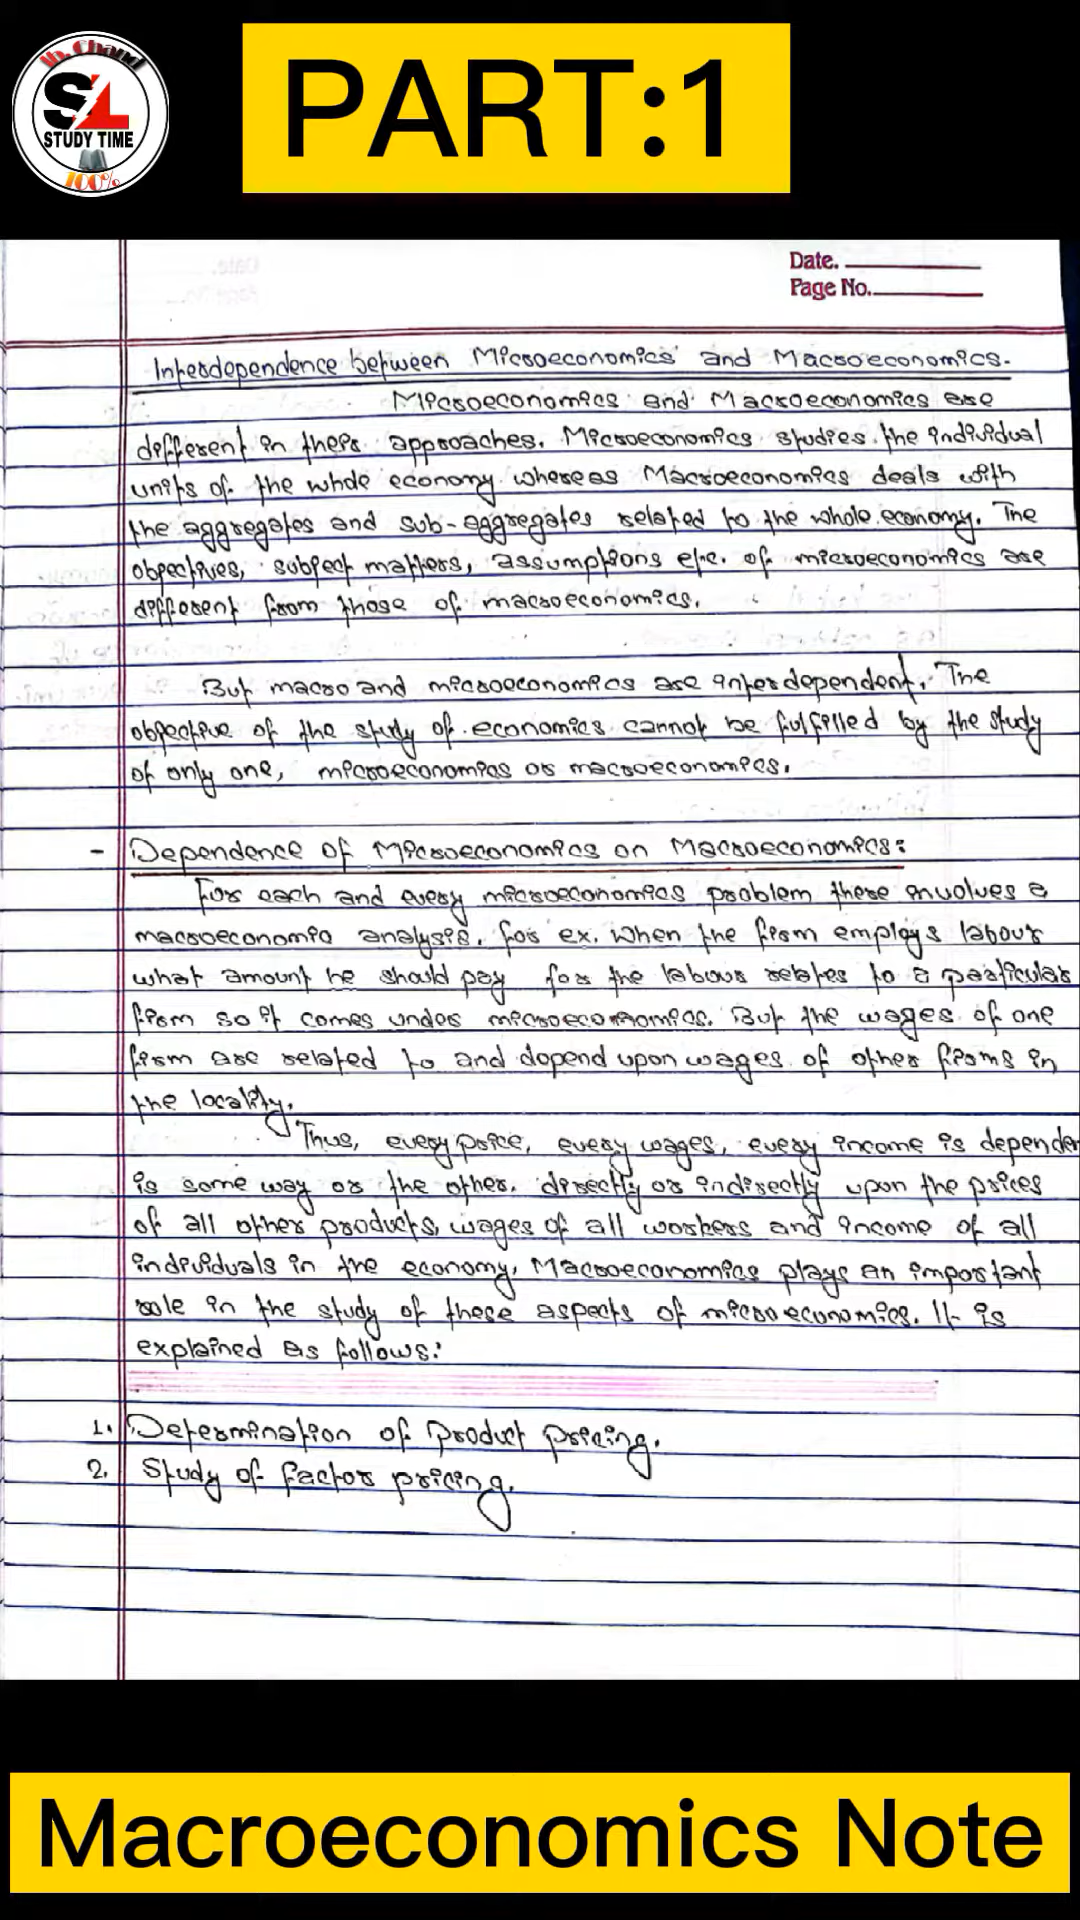 Nb. Chand
SL
STUDY TIME
100%
PART:1
Date.
Page No.
Interdependence between Microeconomics and Macroeconomics.
Microeconomics and Macroeconomics are
different in their approaches. Microeconomics studies the individual
units of the whole economy whereas Macroeconomics deals with
the aggregates and sub-aggregates related to the whole economy. The
objectives, subject matters, assumptions etc. of microeconomics are
different from those of macroeconomics.
But macro and microeconomics are interdependent. The
objective of the study of economics cannot be fulfilled by the study
of only one, microeconomics or macroeconomics.
- Dependence of Microeconomics on Macroeconomics:
For each and every microeconomics problem there involves a
macroeconomic analysis. for ex. When the firm employs labour
what amount he should pay for the labour relates to a particular
firm so it comes under microeconomics. But the wages of one
firm are related to and dopend upon wages of other firms in
the locality.
Thus, every price, every wages, every income is depende
is some way or the other. directly or indirectly upon the prices
of all other products, wages of all workers and income of all
individuals in the economy. Macroeconomics plays an important
role in the study of these aspects of microeconomics. It is
explained as follows:
1. Determination of Product pricing.
2. Study of factor pricing.
Macroeconomics Note